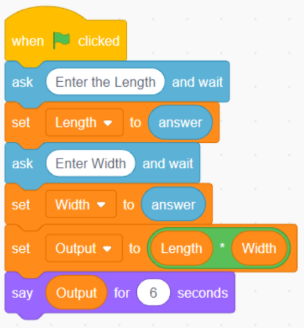 when clicked
ask Enter the Length and wait
set Length to answer
ask Enter Width and wait
set Width to answer
set Output to Length * Width
say Output for 6 seconds